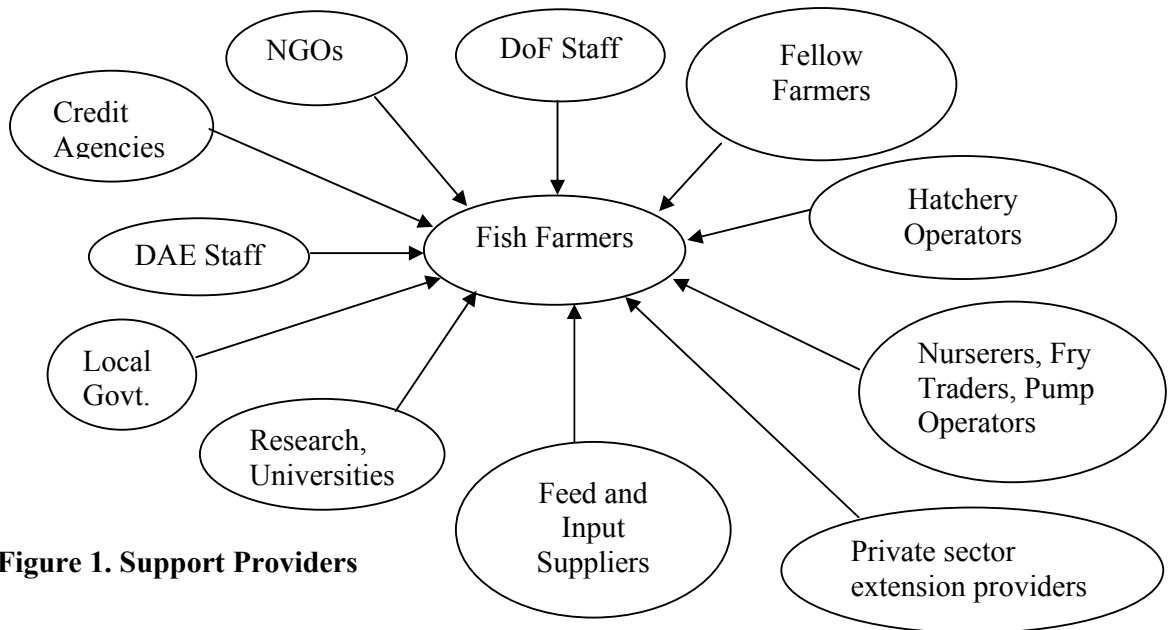 NGOs
DoF Staff
Fellow
Farmers
Credit
Agencies
Hatchery
Operators
Fish Farmers
DAE Staff
Local
Govt.
Nurserers, Fry
Traders, Pump
Operators
Research,
Universities
Feed and
Input
Suppliers
Private sector
extension providers
Figure 1. Support Providers